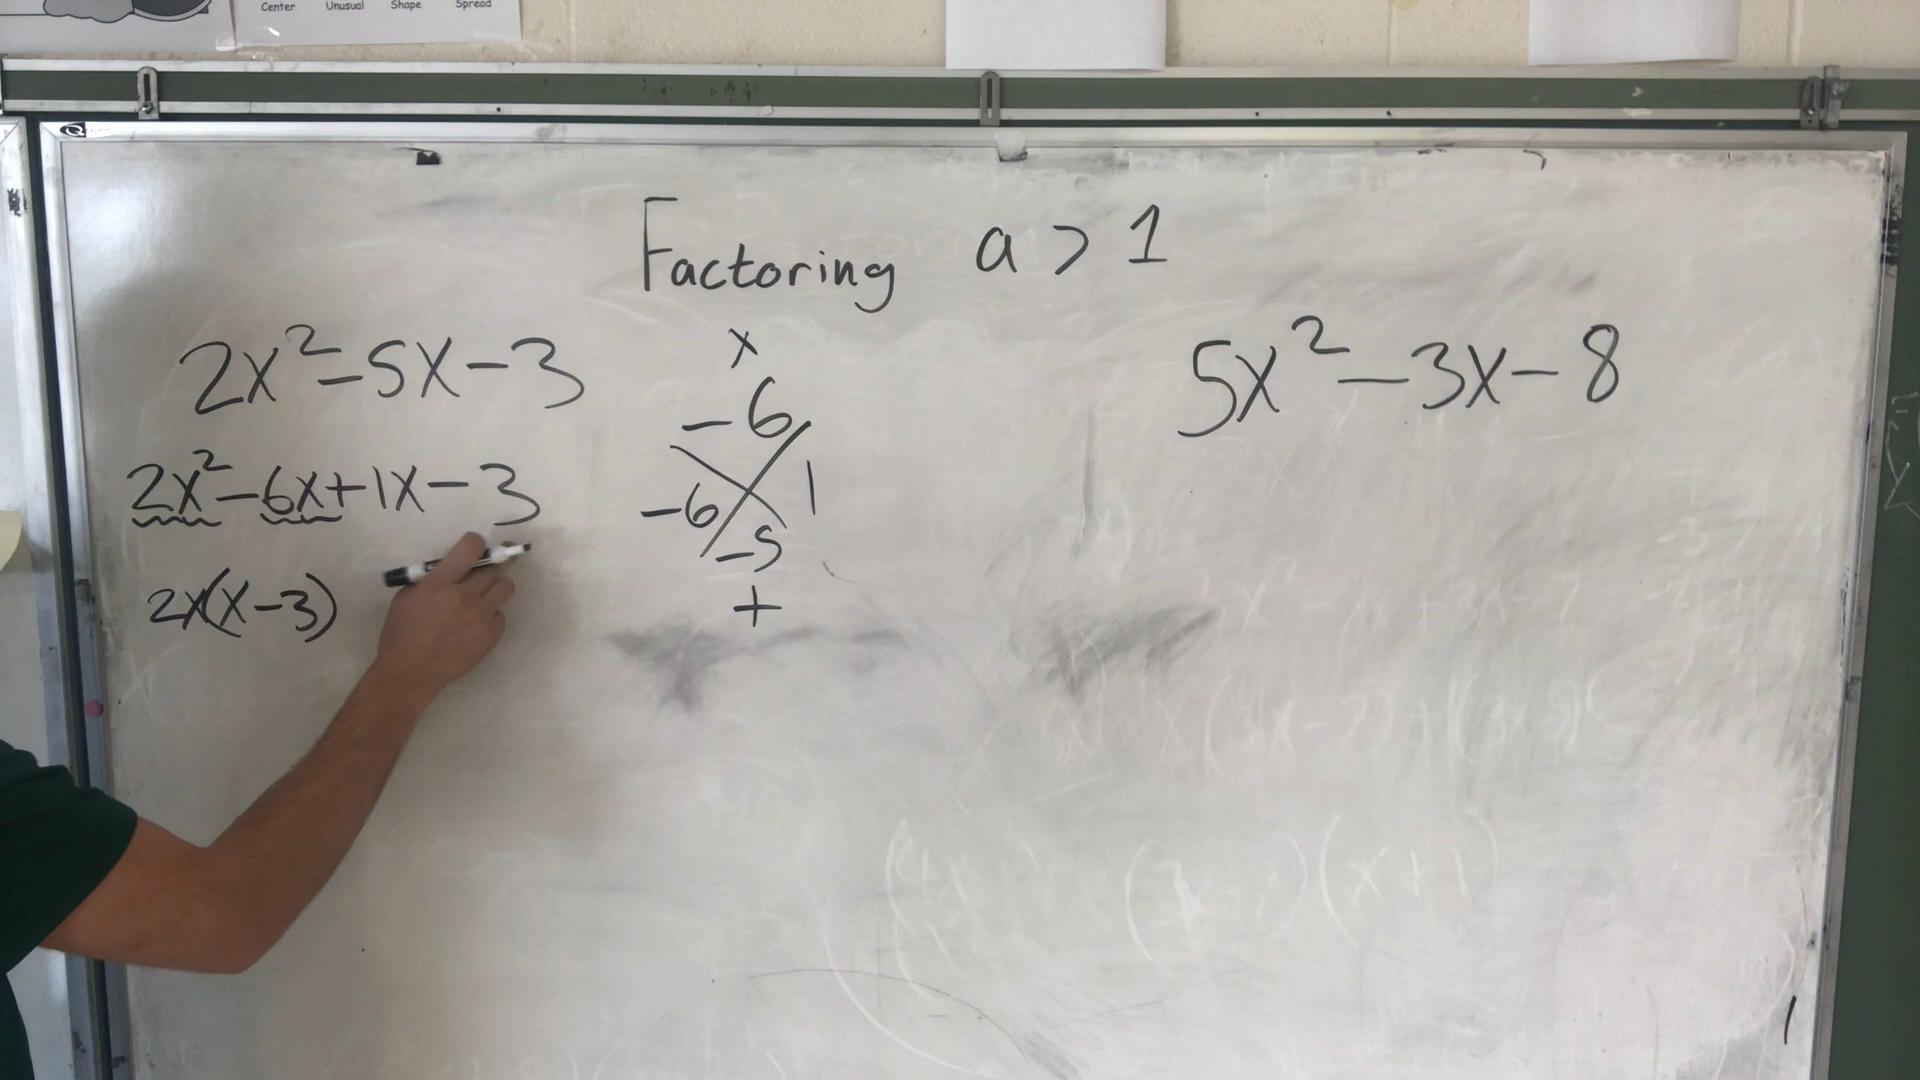 Center Unusual Shape Spread
Factoring a > 1
2x² - 5x - 3
2x² - 6x + 1x - 3
2x(x - 3)
x
-6
-6 1
-5
+
5x² - 3x - 8